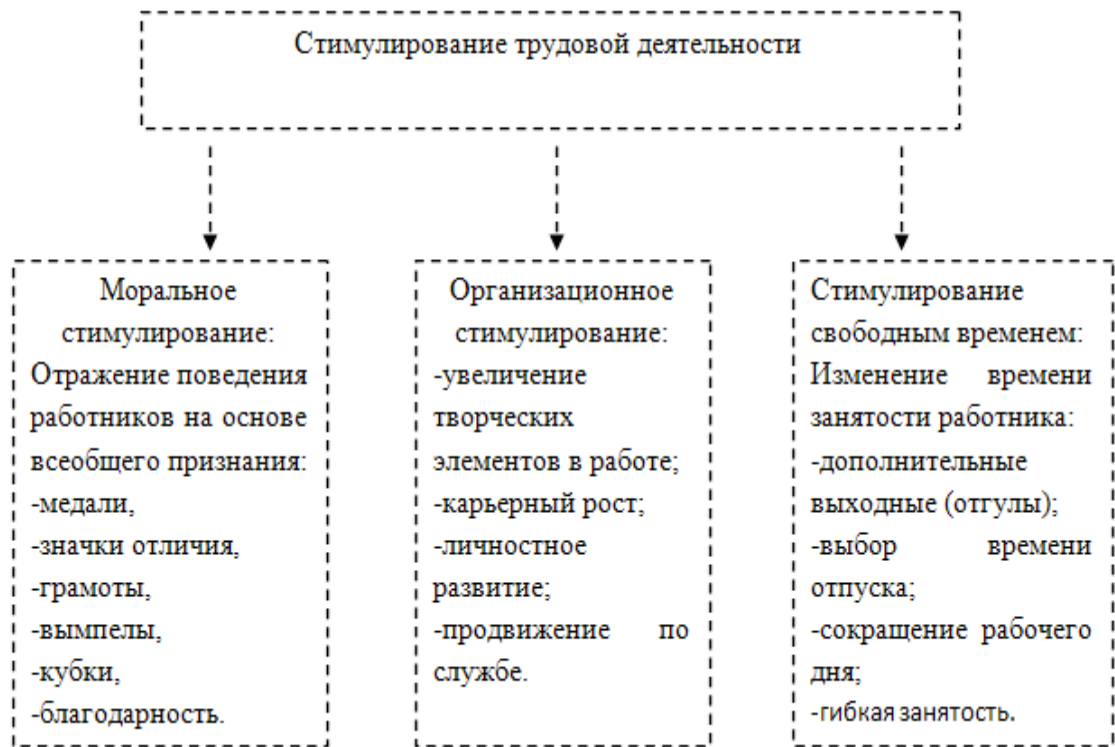 Стимулирование трудовой деятельности
Моральное
стимулирование:
Отражение поведения
работников на основе
всеобщего признания:
-медали,
-значки отличия,
-грамоты,
-вымпелы,
-кубки,
-благодарность.
Организационное
стимулирование:
-увеличение
творческих
элементов в работе;
-карьерный рост;
-личностное
развитие;
-продвижение по
службе.
Стимулирование
свободным временем:
Изменение времени
занятости работника:
-дополнительные
выходные (отгулы);
-выбор времени
отпуска;
-сокращение рабочего
дня;
-гибкая занятость.